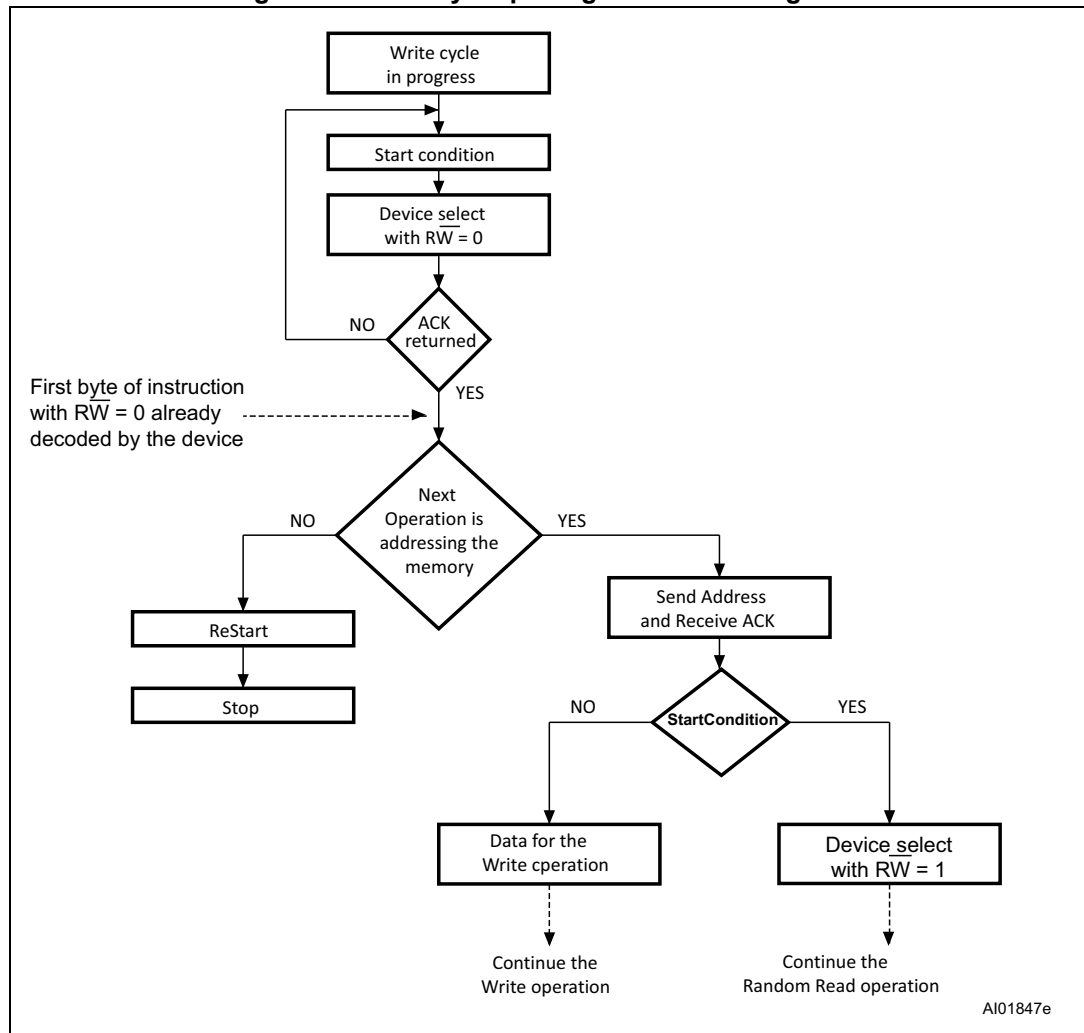 Write cycle
in progress
Start condition
Device select
with RW̅ = 0
ACK
returned
NO
YES
First byte of instruction
with RW̅ = 0 already
decoded by the device
Next
Operation is
addressing the
memory
NO
YES
ReStart
Stop
Send Address
and Receive ACK
StartCondition
NO
YES
Data for the
Write cperation
Device select
with RW̅ = 1
Continue the
Write operation
Continue the
Random Read operation
AI01847e